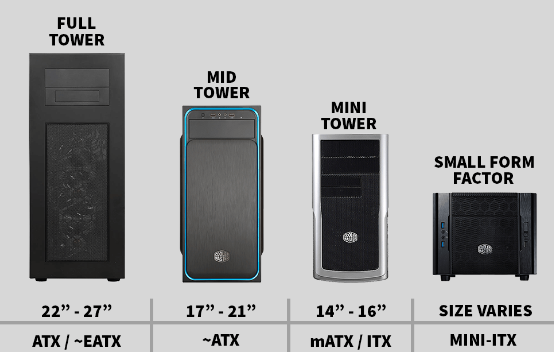 FULL
TOWER
MID
TOWER
MINI
TOWER
SMALL FORM
FACTOR
22” - 27”
17” - 21”
14” - 16”
SIZE VARIES
ATX / ~EATX
~ATX
mATX / ITX
MINI-ITX